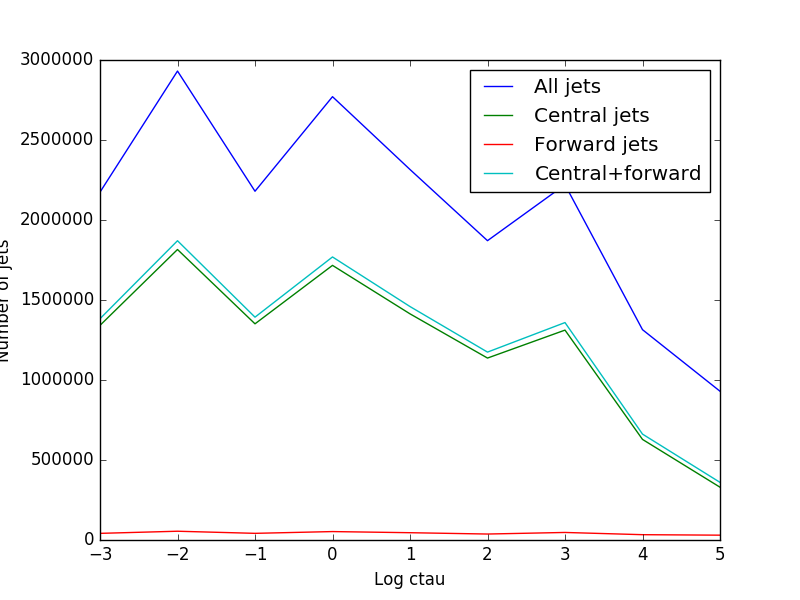 3000000
2500000
2000000
1500000
1000000
500000
0
Number of jets
−3 −2 −1 0 1 2 3 4 5
Log ctau
All jets
Central jets
Forward jets
Central+forward